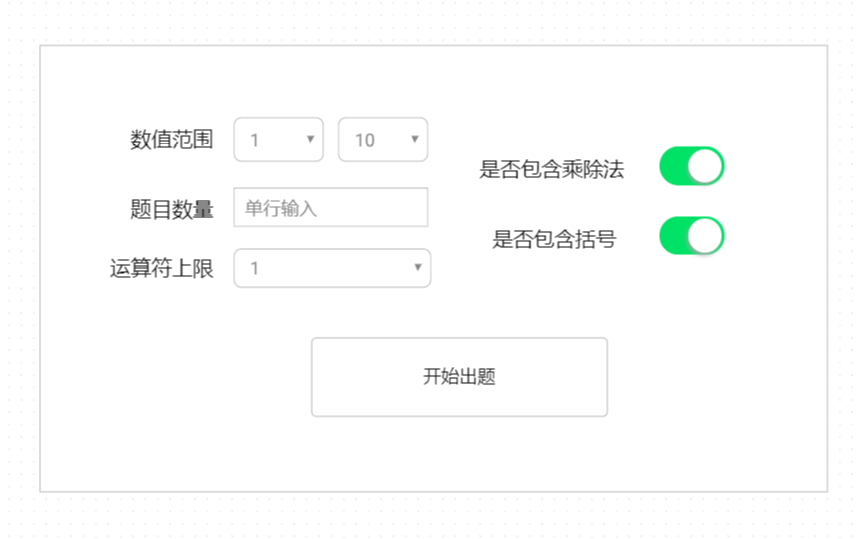 数值范围 1 10
题目数量 单行输入
运算符上限 1
是否包含乘除法
是否包含括号
开始出题